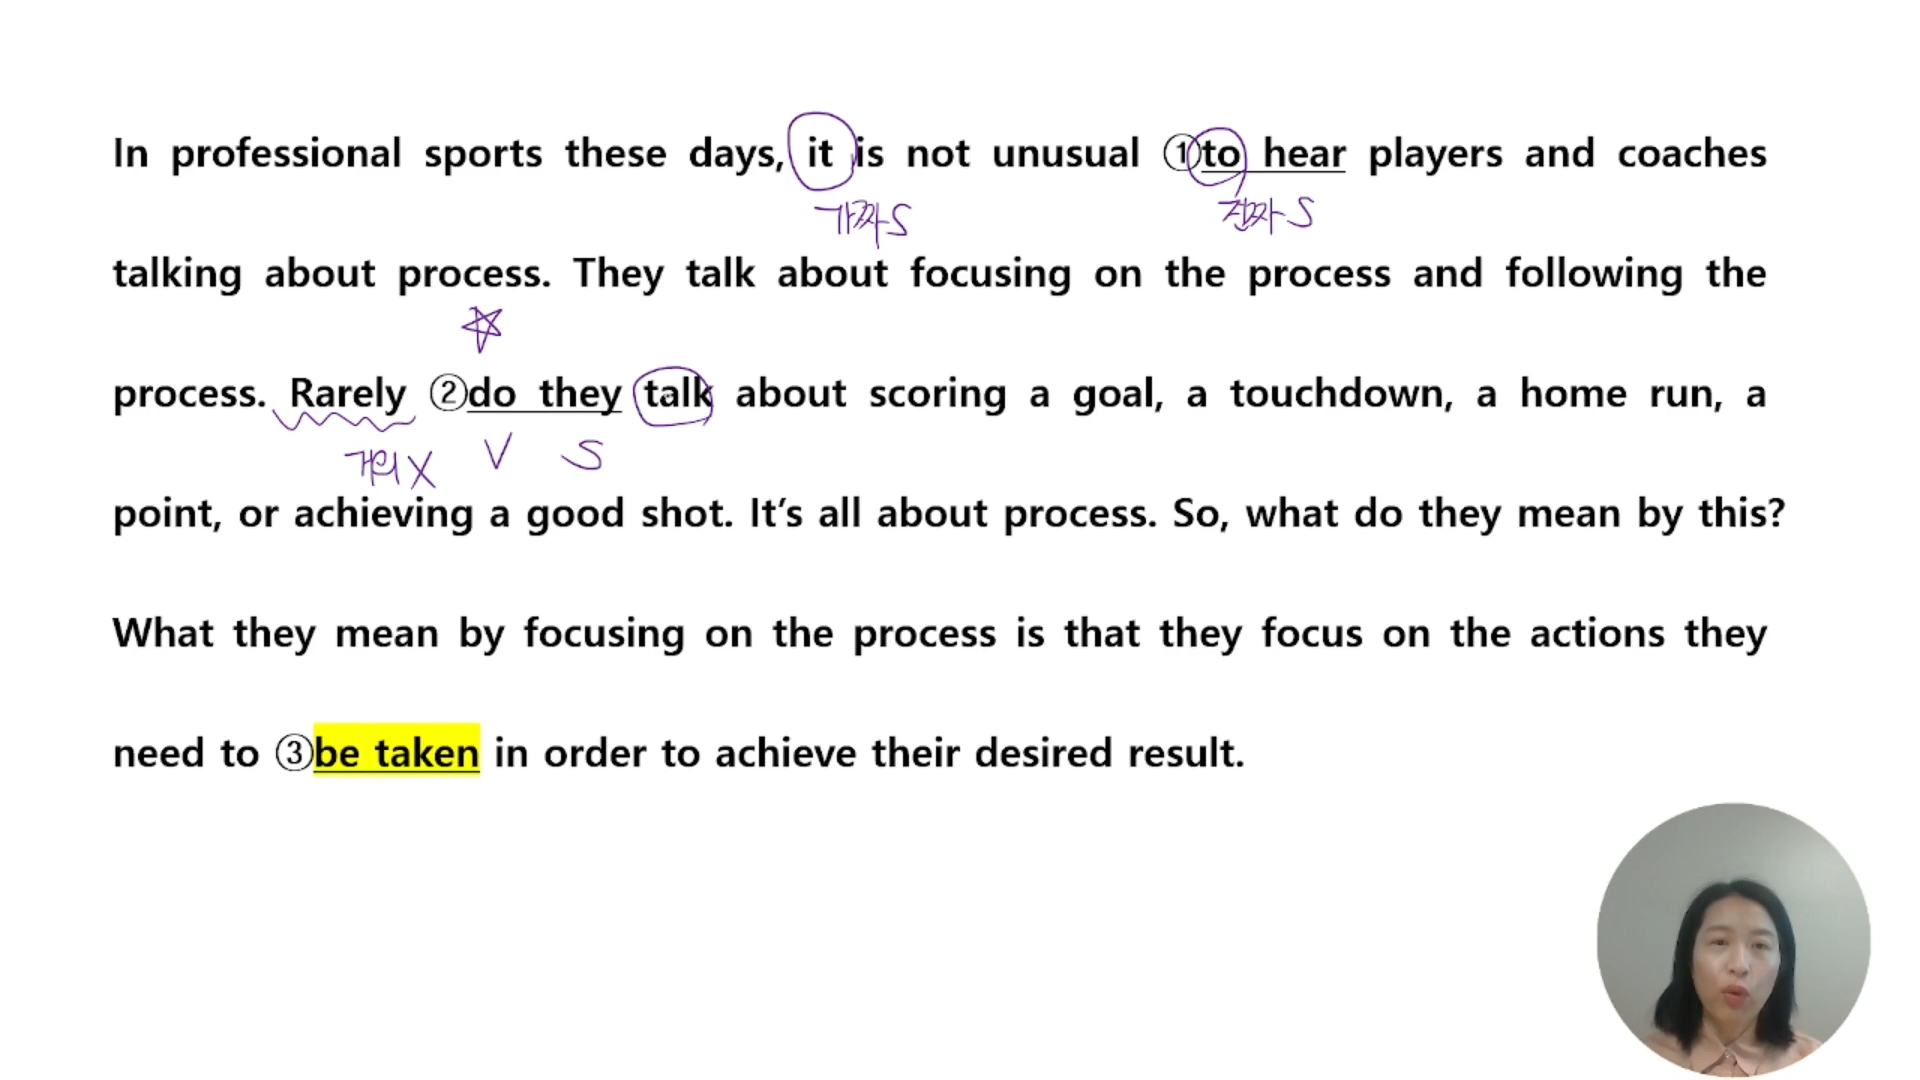 In professional sports these days, it is not unusual ①to hear players and coaches
가짜S 진짜S
talking about process. They talk about focusing on the process and following the
process. Rarely ②do they talk about scoring a goal, a touchdown, a home run, a
거의X V S
point, or achieving a good shot. It’s all about process. So, what do they mean by this?
What they mean by focusing on the process is that they focus on the actions they
need to ③be taken in order to achieve their desired result.